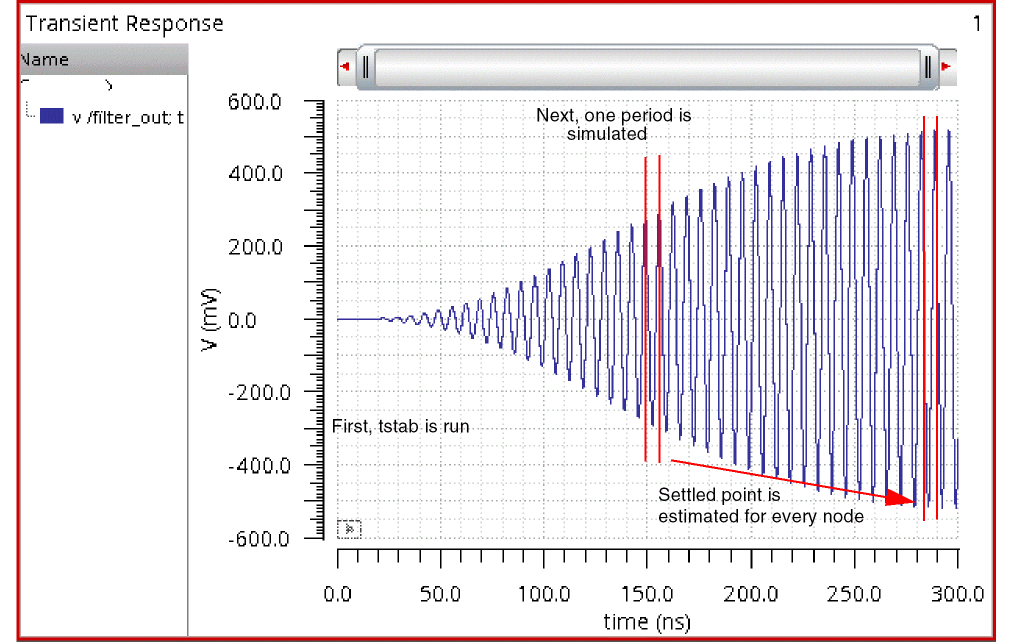 Transient Response
1
Name
v /filter_out; t
600.0
400.0
200.0
0.0
-200.0
-400.0
-600.0
V (mV)
Next, one period is
simulated
First, tstab is run
Settled point is
estimated for every node
0.0 50.0 100.0 150.0 200.0 250.0 300.0
time (ns)